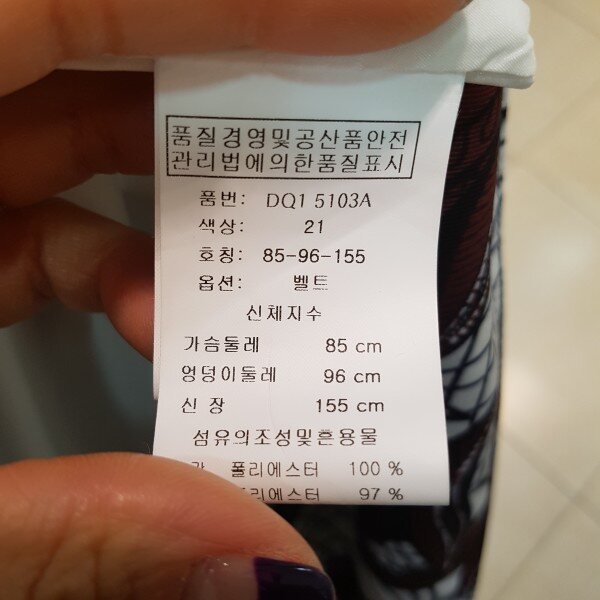 품질경영및공산품안전
관리법에의한품질표시
품번: DQ1 5103A
색상: 21
호칭: 85-96-155
옵션: 벨트
신체지수
가슴둘레 85 cm
엉덩이둘레 96 cm
신 장 155 cm
섬유의조성및혼용물
폴리에스터 100 %
폴리에스터 97 %